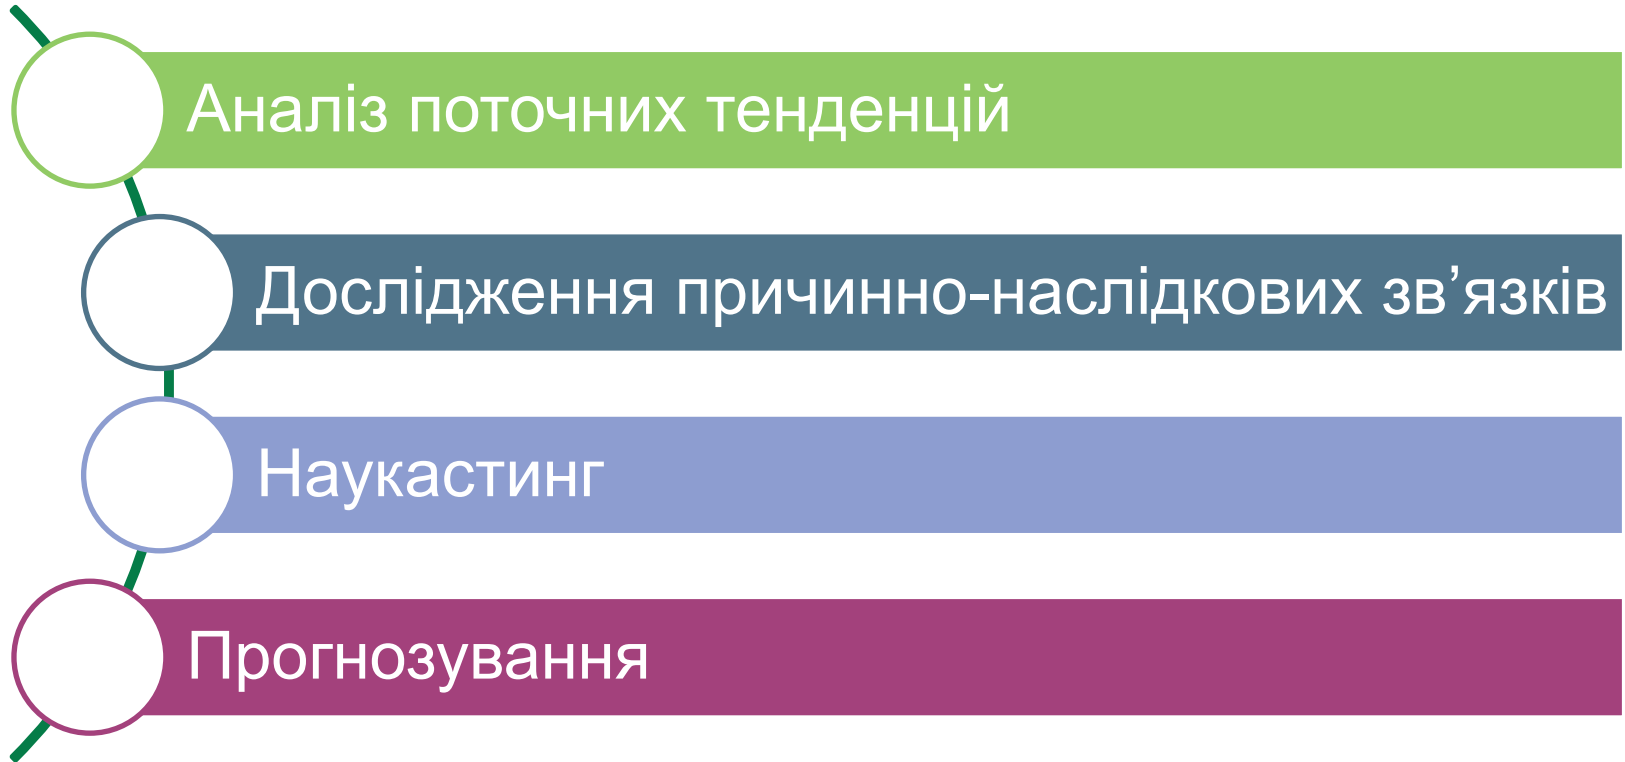 Аналіз поточних тенденцій
Дослідження причинно-наслідкових зв’язків
Наукастинг
Прогнозування